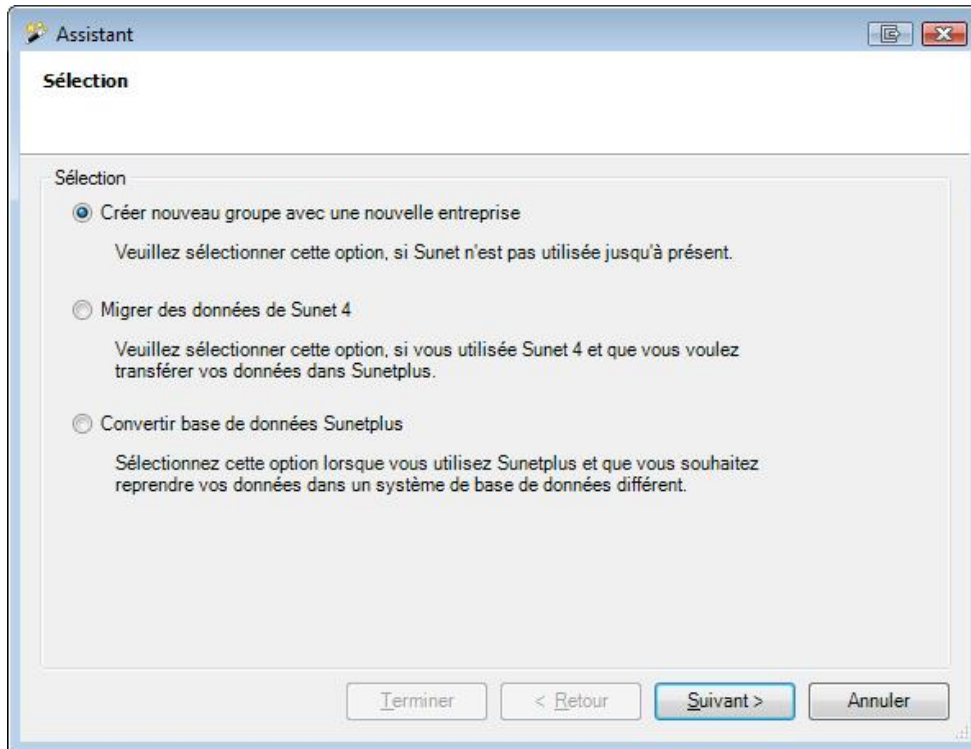 Assistant
Sélection
Sélection
Créer nouveau groupe avec une nouvelle entreprise
Veuillez sélectionner cette option, si Sunet n'est pas utilisée jusqu'à présent.
Migrer des données de Sunet 4
Veuillez sélectionner cette option, si vous utilisée Sunet 4 et que vous voulez
transférer vos données dans Sunetplus.
Convertir base de données Sunetplus
Sélectionnez cette option lorsque vous utilisez Sunetplus et que vous souhaitez
reprendre vos données dans un système de base de données différent.
Terminer
< Retour
Suivant >
Annuler